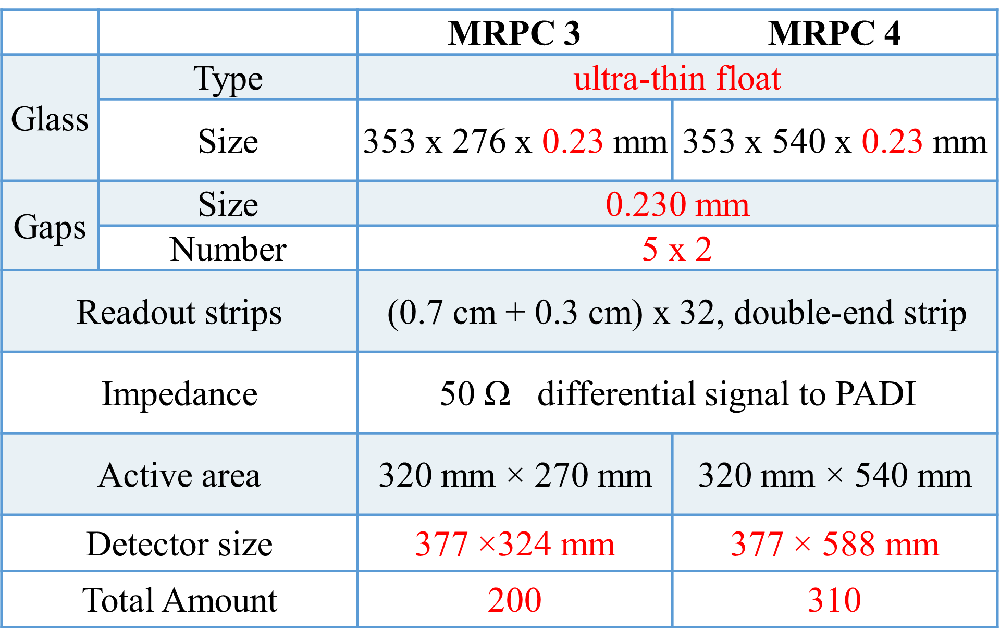 MRPC 3 MRPC 4
Glass
Type ultra-thin float
Size 353 x 276 x 0.23 mm 353 x 540 x 0.23 mm
Gaps
Size 0.230 mm
Number 5 x 2
Readout strips (0.7 cm + 0.3 cm) x 32, double-end strip
Impedance 50 Ω differential signal to PADI
Active area 320 mm × 270 mm 320 mm × 540 mm
Detector size 377 ×324 mm 377 × 588 mm
Total Amount 200 310